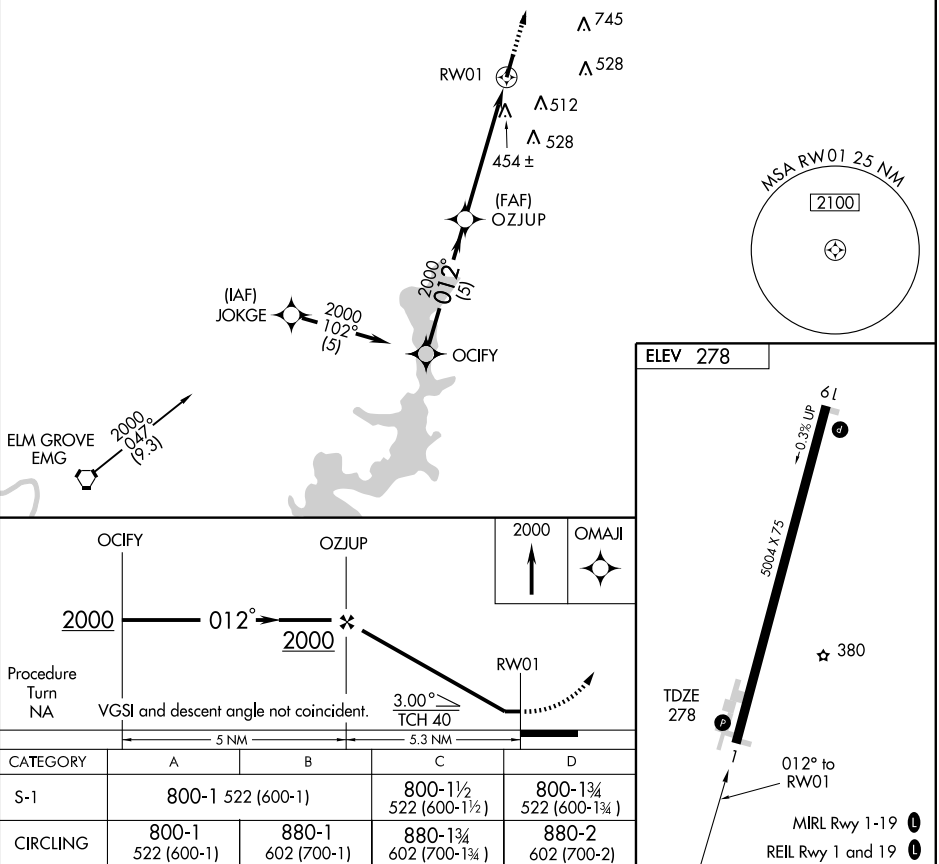 745
RW01
528
512
528
454 ±
MSA RW01 25 NM
2100
(FAF)
OZJUP
2000
012°
(5)
(IAF)
JOKGE
2000
102°
(5)
OCIFY
ELM GROVE
EMG
2000
047°
(9.3)
ELEV 278
19
P
0.3% UP
5004 X 75
380
TDZE
278
P
1
012° to
RW01
MIRL Rwy 1-19 L
REIL Rwy 1 and 19 L
OCIFY
OZJUP
2000
OMAJI
2000
012°
2000
RW01
Procedure
Turn
NA
VGSI and descent angle not coincident.
3.00°
TCH 40
5 NM
5.3 NM
CATEGORY A B C D
S-1 800-1 522 (600-1) 800-1½ 800-1¾
522 (600-1½) 522 (600-1¾)
CIRCLING 800-1 880-1 880-1¾ 880-2
522 (600-1) 602 (700-1) 602 (700-1¾) 602 (700-2)